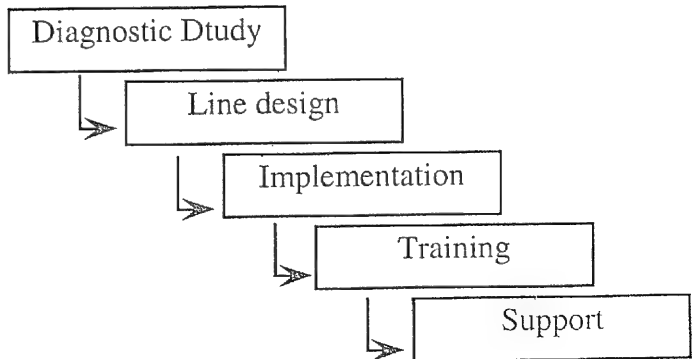 Diagnostic Dtudy
Line design
Implementation
Training
Support